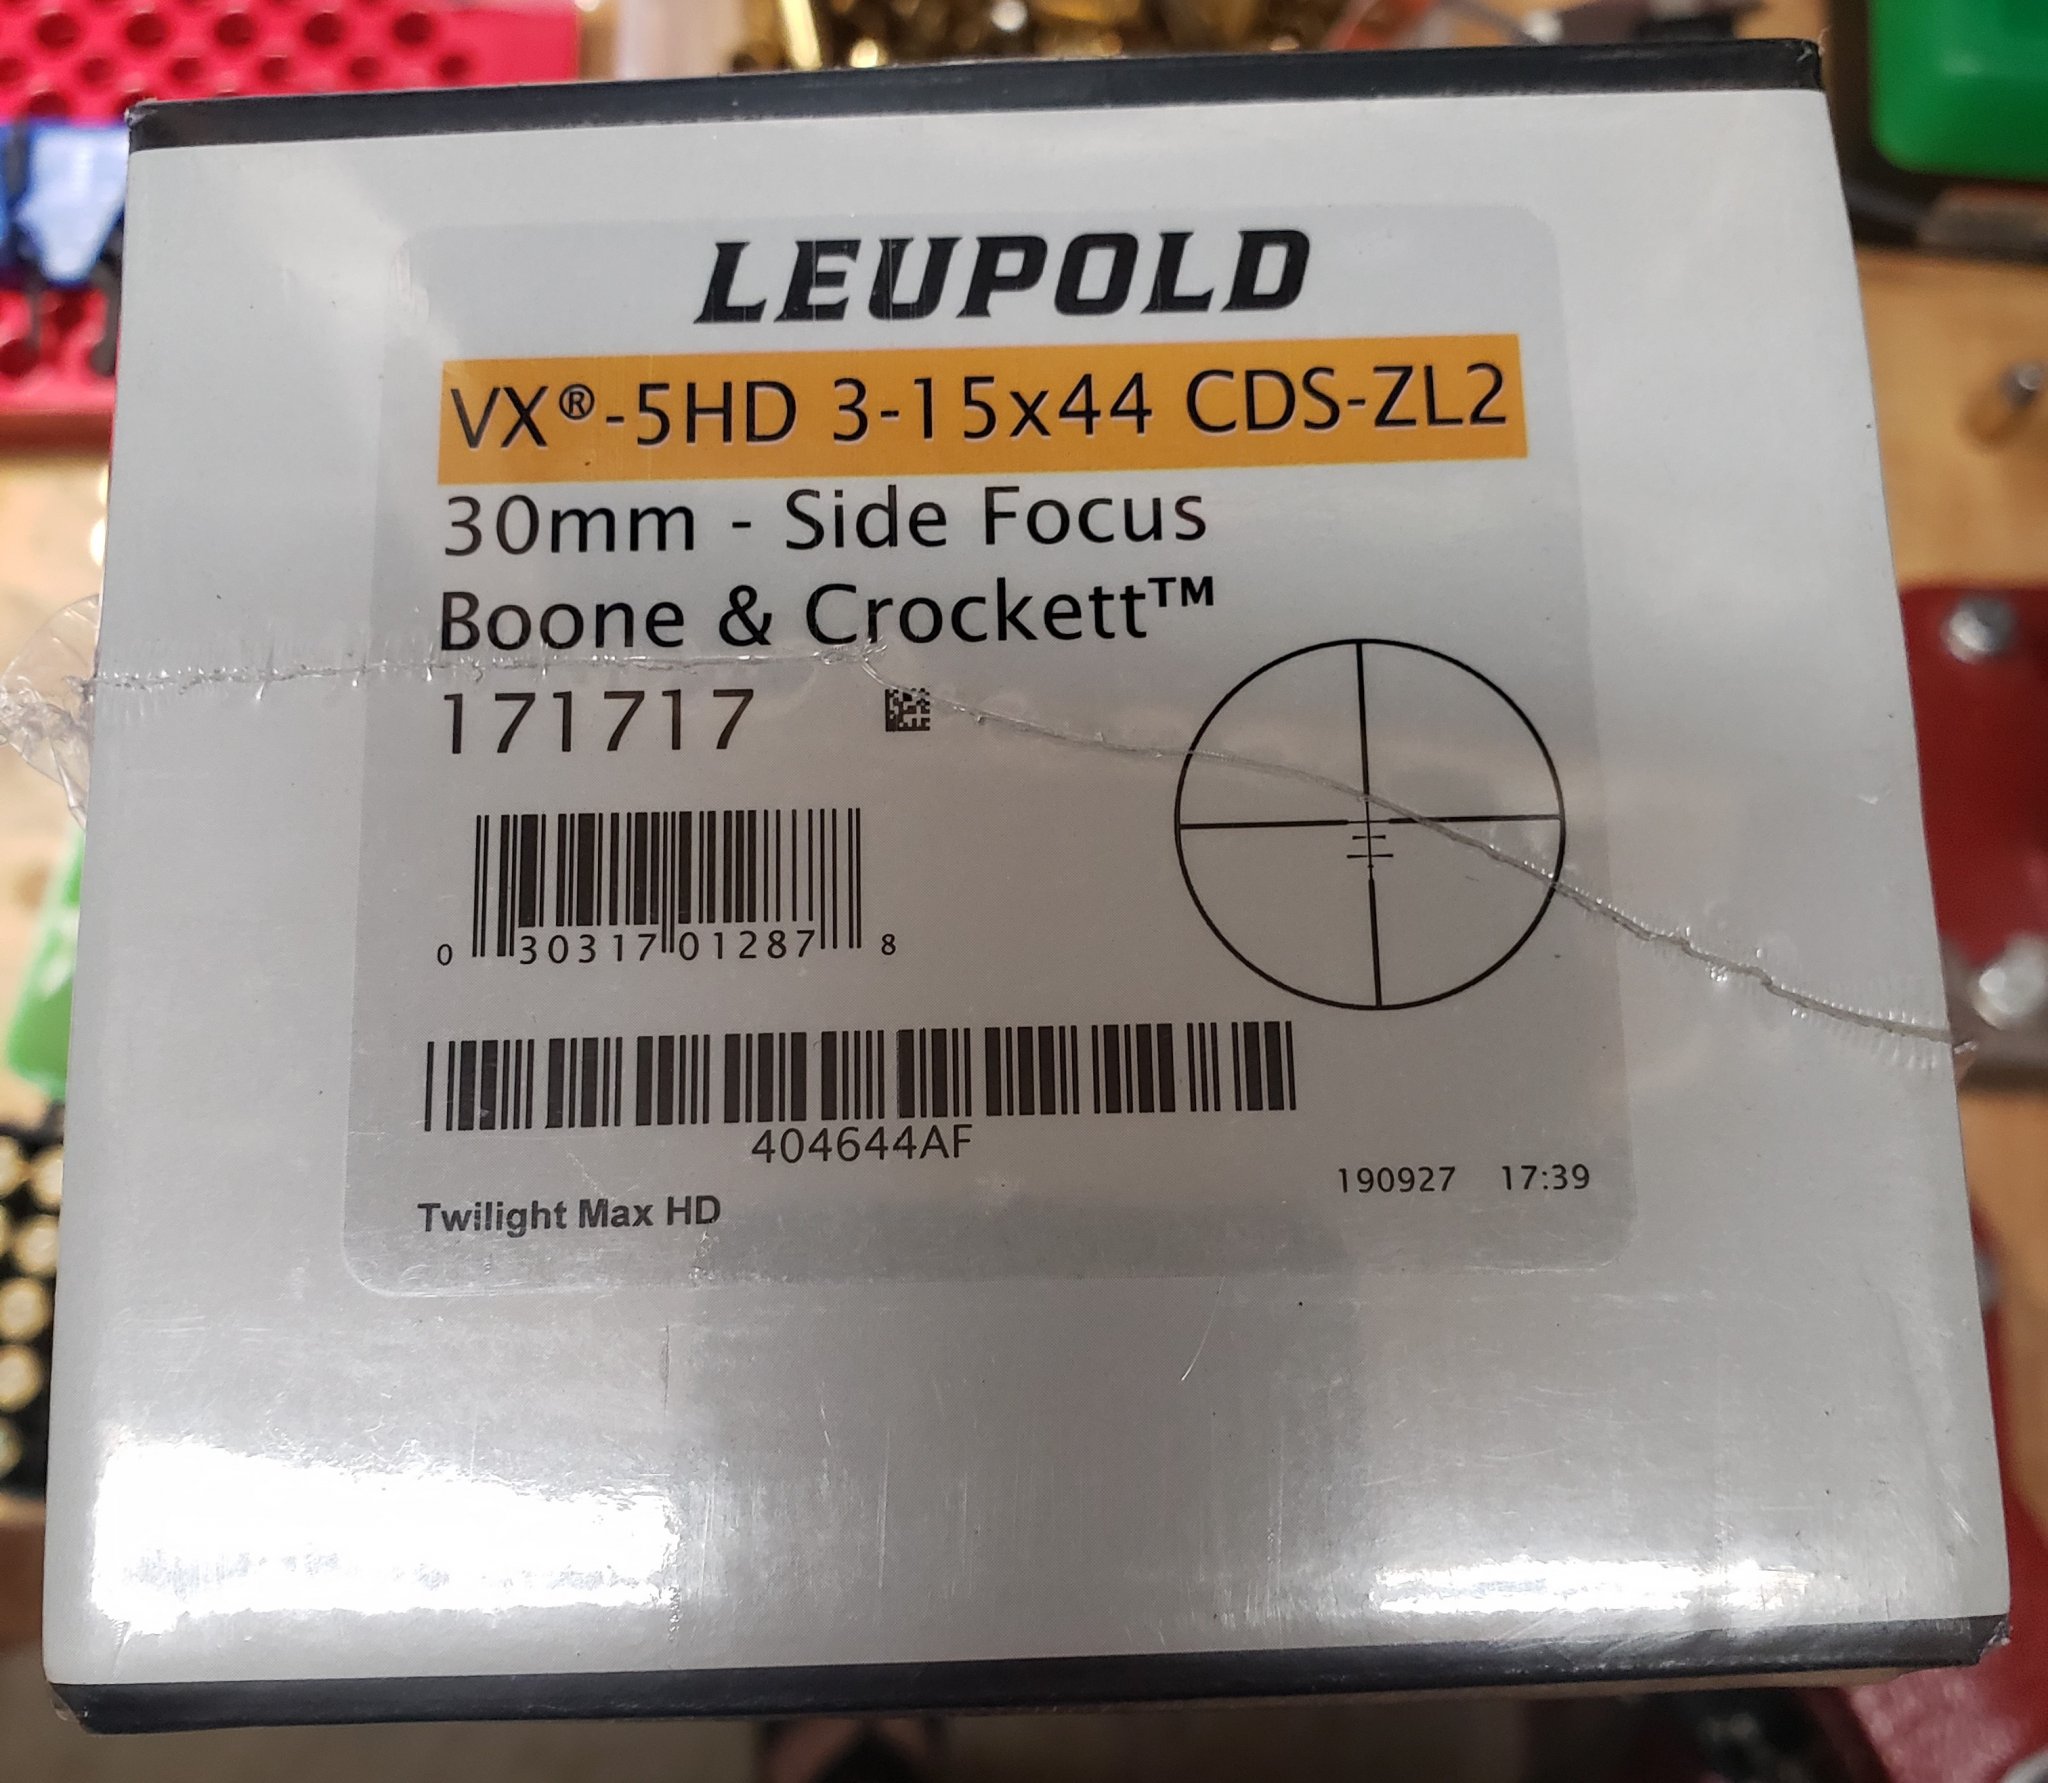 LEUPOLD
VX®-5HD 3-15x44 CDS-ZL2
30mm - Side Focus
Boone & Crockett™
171717
0 30317 01287 8
404644AF
190927 17:39
Twilight Max HD